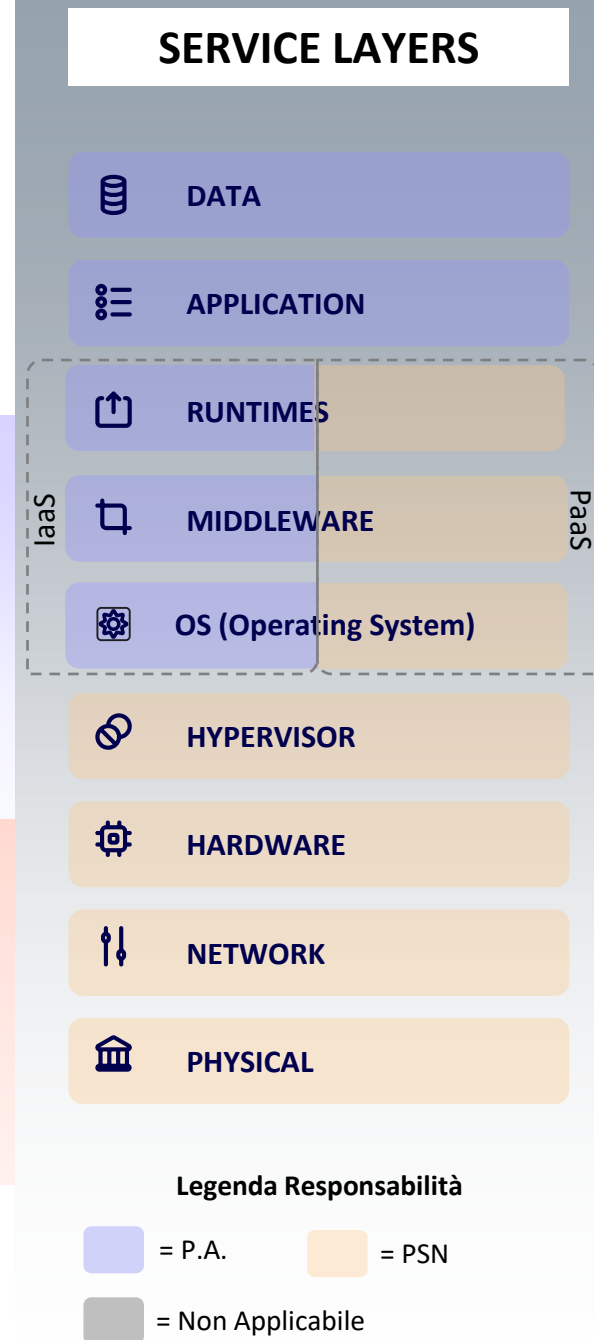 SERVICE LAYERS
DATA
APPLICATION
RUNTIMES
IaaS
MIDDLEWARE
PaaS
OS (Operating System)
HYPERVISOR
HARDWARE
NETWORK
PHYSICAL
Legenda Responsabilità
= P.A.
= PSN
= Non Applicabile